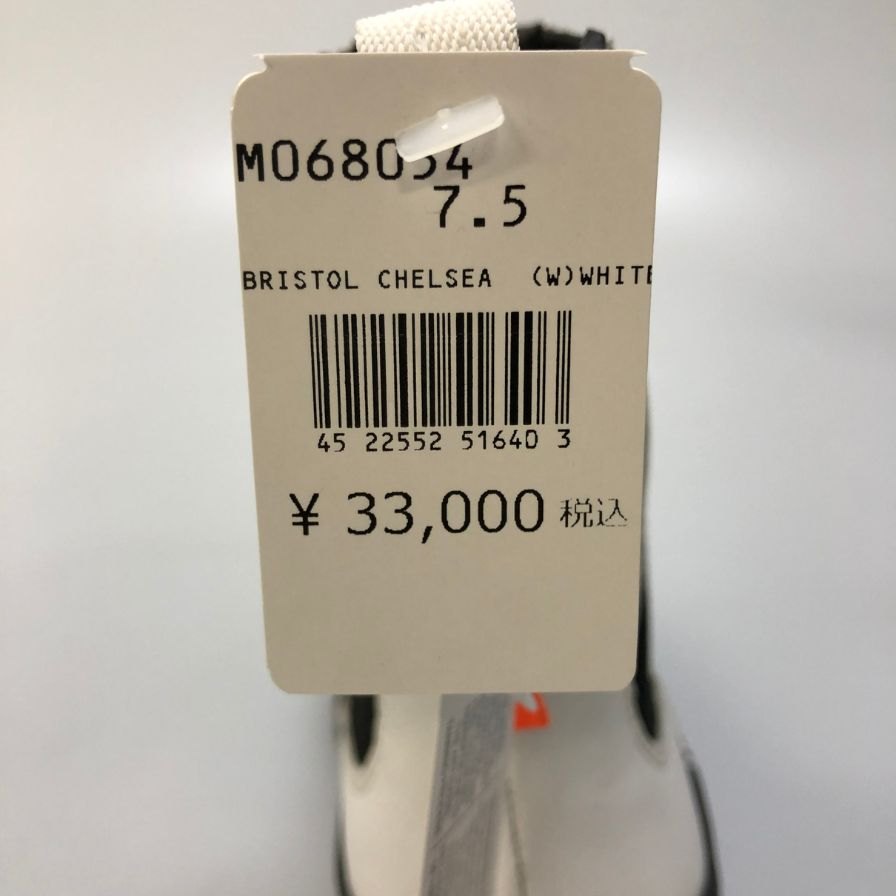 7.5
BRISTOL CHELSEA (W)WHITE
45 22552 51640 3
¥ 33,000 税込